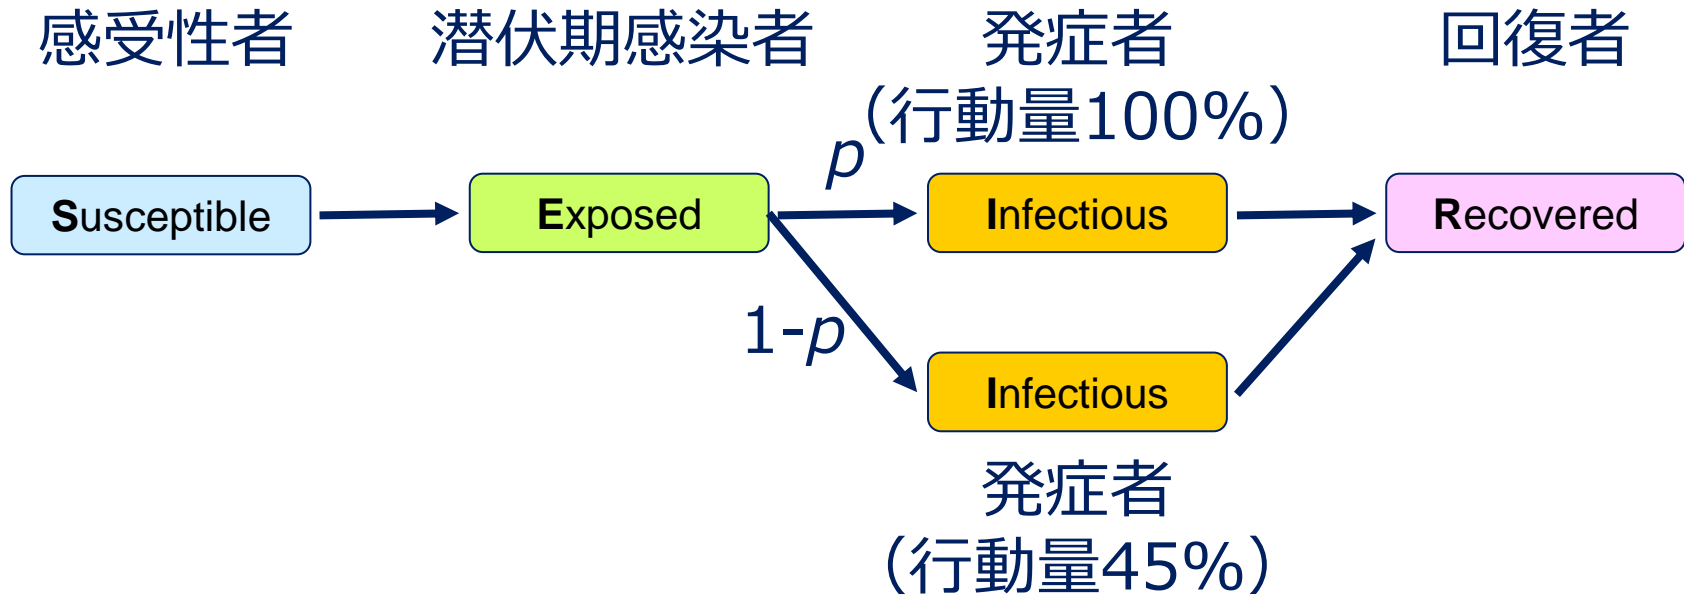 感受性者
潜伏期感染者
発症者
（行動量100%）
回復者
Susceptible
Exposed
p
1-p
Infectious
Recovered
Infectious
発症者
（行動量45%）